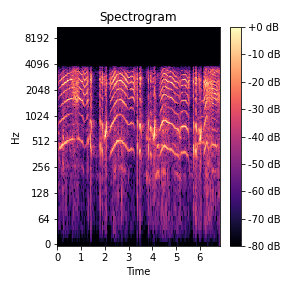 Spectrogram
+0 dB
8192
-10 dB
4096
-20 dB
2048
-30 dB
1024
Hz
512
-40 dB
256
-50 dB
128
-60 dB
64
-70 dB
0
-80 dB
0 1 2 3 4 5 6
Time